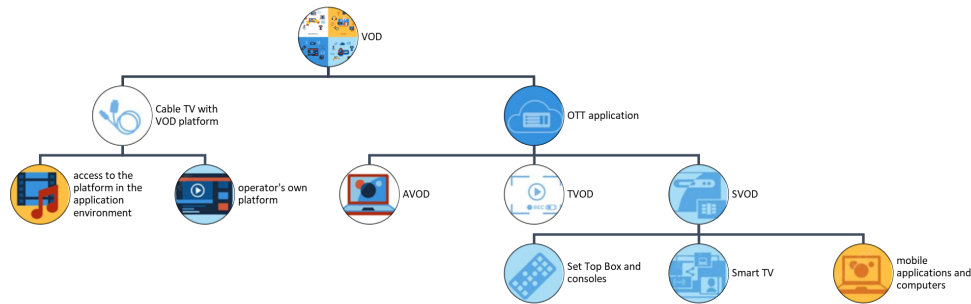 VOD
Cable TV with
VOD platform
OTT application
access to the
platform in the
application
environment
operator's own
platform
AVOD
TVOD
REC
SVOD
Set Top Box and
consoles
Smart TV
mobile
applications and
computers